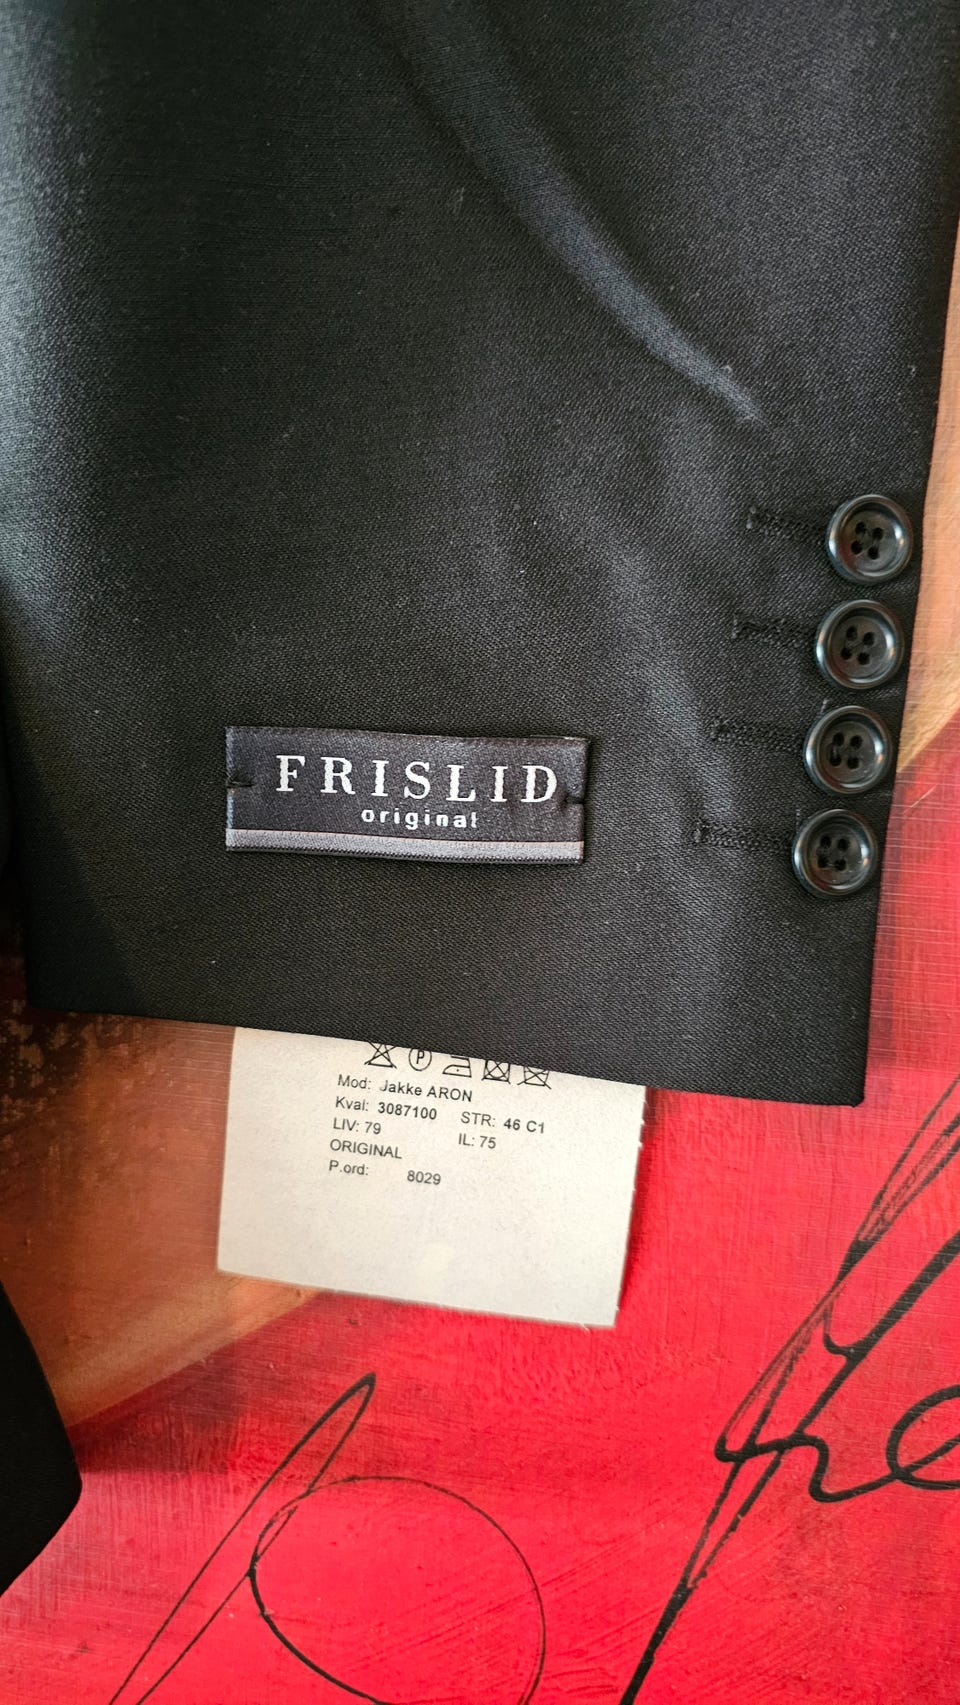 FRISLID
original
P
Mod: Jakke ARON
Kval: 3087100 STR: 46 C1
LIV: 79 IL: 75
ORIGINAL
P.ord: 8029